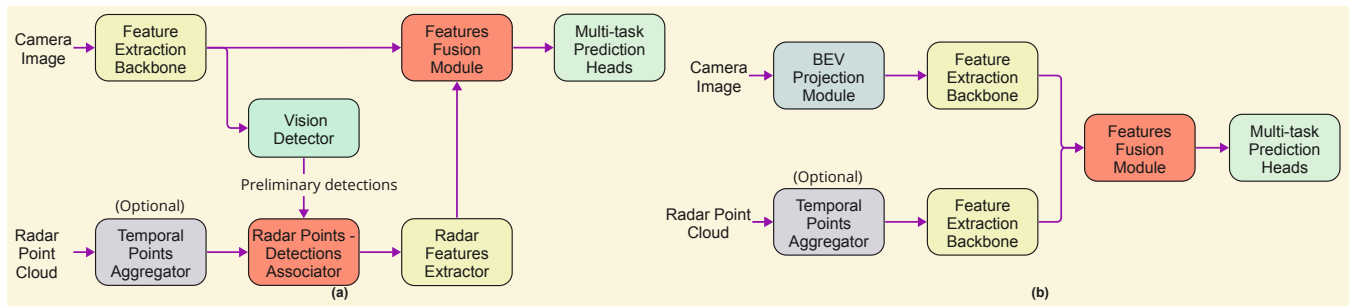 Camera
Image
Feature
Extraction
Backbone
Features
Fusion
Module
Multi-task
Prediction
Heads
Vision
Detector
Preliminary detections
(Optional)
Radar
Point
Cloud
Temporal
Points
Aggregator
Radar Points -
Detections
Associator
Radar
Features
Extractor
(a)
Camera
Image
BEV
Projection
Module
Feature
Extraction
Backbone
Features
Fusion
Module
Multi-task
Prediction
Heads
(Optional)
Radar Point
Cloud
Temporal
Points
Aggregator
Feature
Extraction
Backbone
(b)